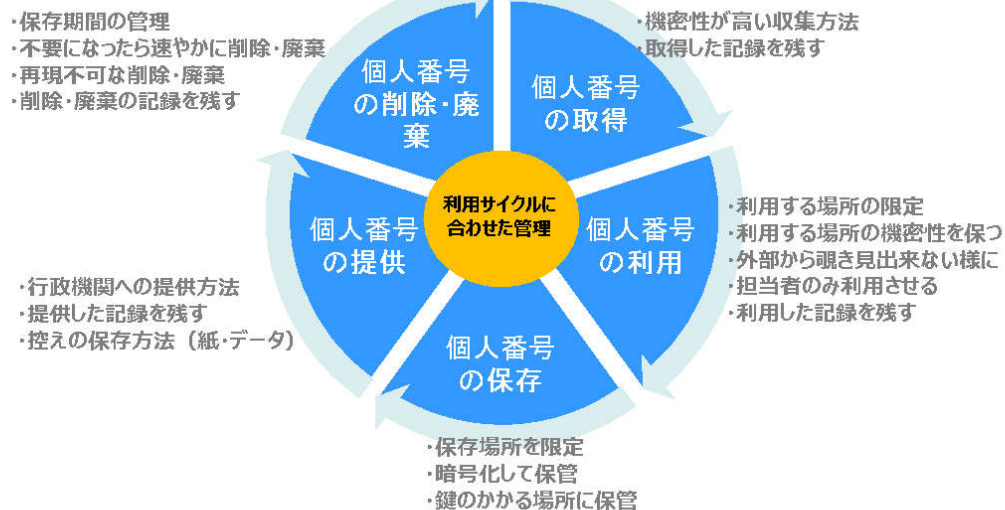 ・保存期間の管理
・不要になったら速やかに削除・廃棄
・再現不可な削除・廃棄
・削除・廃棄の記録を残す
・機密性が高い収集方法
・取得した記録を残す
個人番号
の削除・廃
棄
個人番号
の取得
利用サイクルに
合わせた管理
個人番号
の提供
個人番号
の利用
・利用する場所の限定
・利用する場所の機密性を保つ
・外部から覗き見出来ない様に
・担当者のみ利用させる
・利用した記録を残す
・行政機関への提供方法
・提供した記録を残す
・控えの保存方法（紙・データ）
個人番号
の保存
・保存場所を限定
・暗号化して保管
・鍵のかかる場所に保管